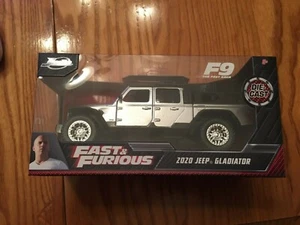 F9
THE FAST SAGA
DIE
CAST
FAST&
FURIOUS
2020 JEEP® GLADIATOR